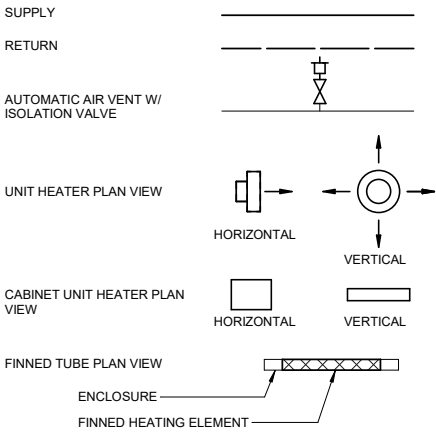 SUPPLY
RETURN
AUTOMATIC AIR VENT W/
ISOLATION VALVE
UNIT HEATER PLAN VIEW
HORIZONTAL
VERTICAL
CABINET UNIT HEATER PLAN
VIEW
HORIZONTAL
VERTICAL
FINNED TUBE PLAN VIEW
ENCLOSURE
FINNED HEATING ELEMENT